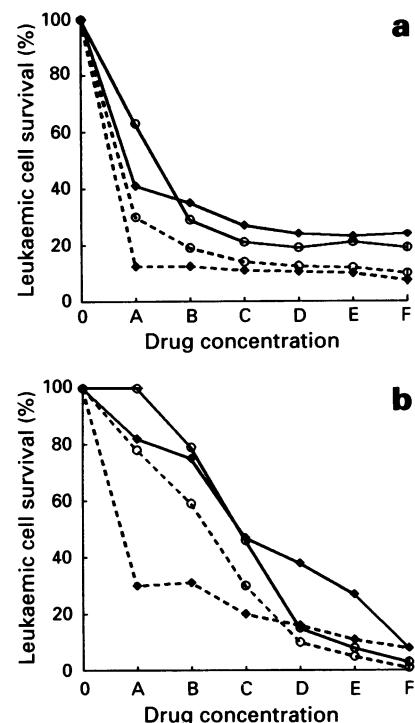 a
Leukaemic cell survival (%)
100
80
60
40
20
0
0 A B C D E F
Drug concentration
b
Leukaemic cell survival (%)
100
80
60
40
20
0
0 A B C D E F
Drug concentration